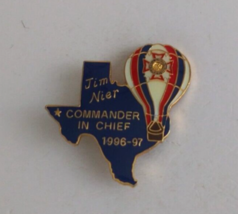 Jim
Nier
COMMANDER
IN CHIEF
1996-97